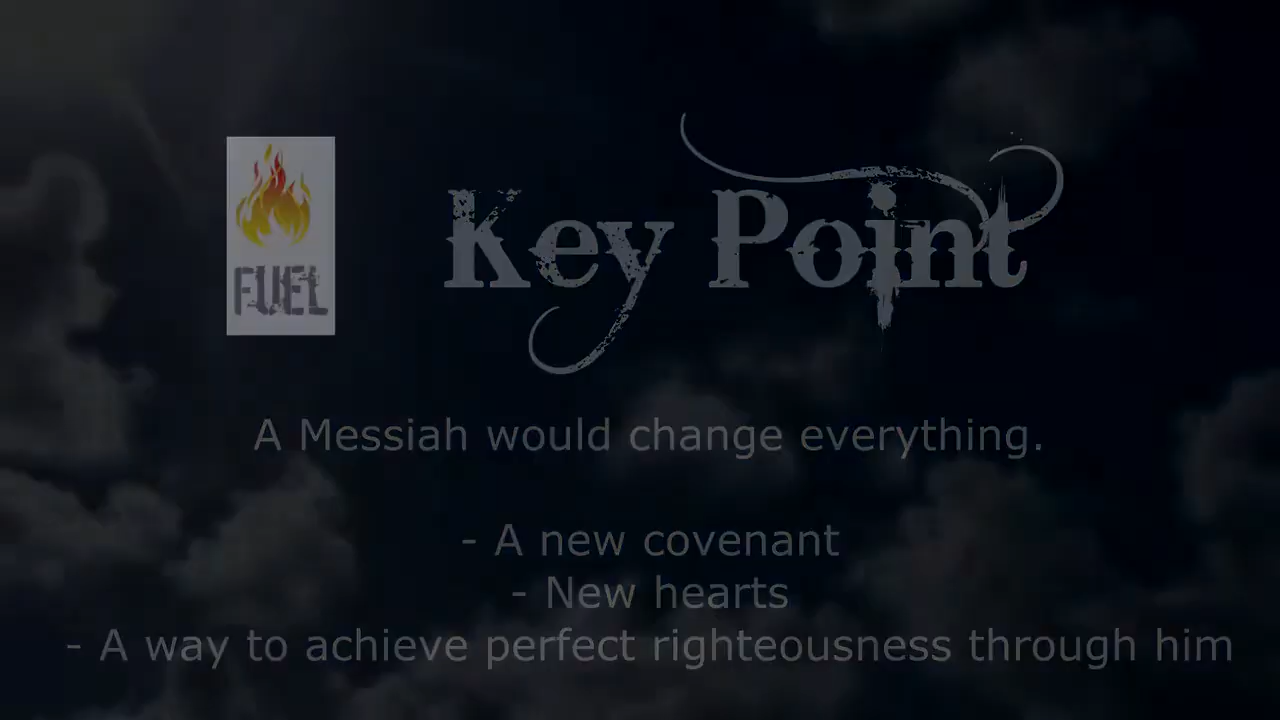 FUEL
Key Point
A Messiah would change everything.
- A new covenant
- New hearts
- A way to achieve perfect righteousness through him